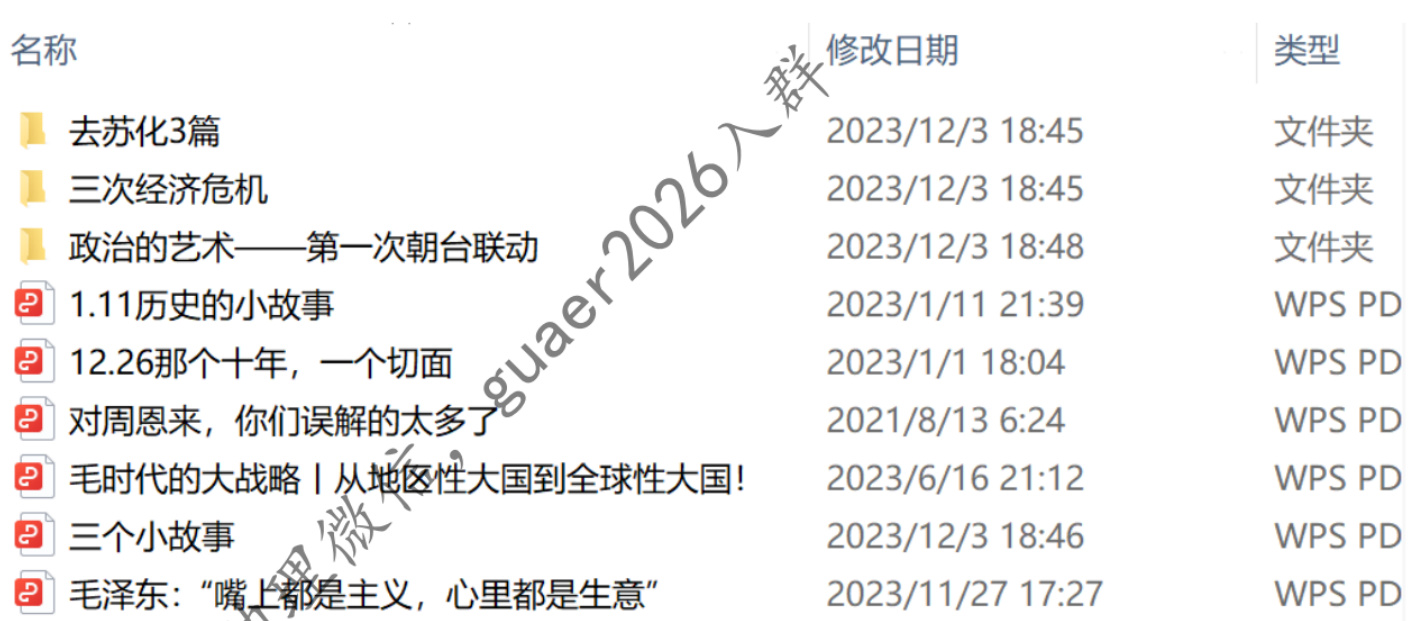 名称 修改日期 类型
去苏化3篇 2023/12/3 18:45 文件夹
三次经济危机 2023/12/3 18:45 文件夹
政治的艺术——第一次朝台联动 2023/12/3 18:48 文件夹
1.11历史的小故事 2023/1/11 21:39 WPS PD
12.26那个十年，一个切面 2023/1/1 18:04 WPS PD
对周恩来，你们误解的太多了 2021/8/13 6:24 WPS PD
毛时代的大战略丨从地区性大国到全球性大国！ 2023/6/16 21:12 WPS PD
三个小故事 2023/12/3 18:46 WPS PD
毛泽东：“嘴上都是主义，心里都是生意” 2023/11/27 17:27 WPS PD
理微信，guaer2026入群